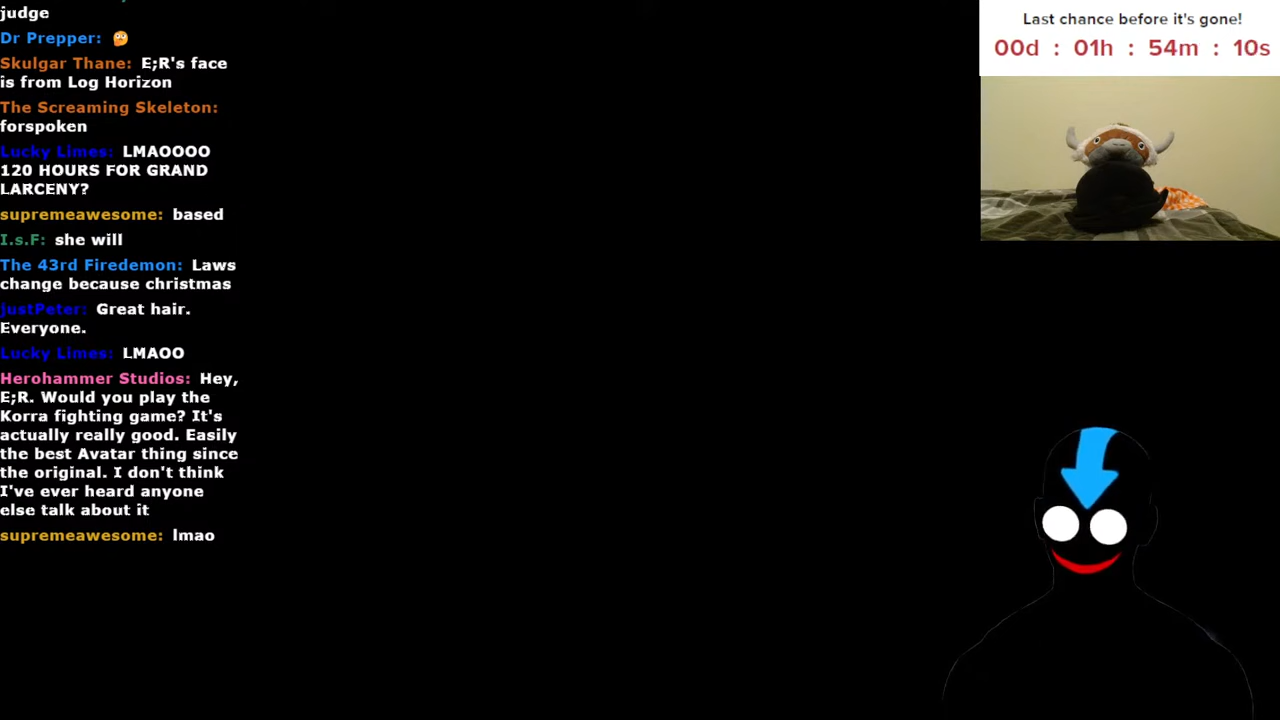 judge
Dr Prepper:
Skulgar Thane: E;R's face
is from Log Horizon
The Screaming Skeleton:
forspoken
Lucky Limes: LMAOOOO
120 HOURS FOR GRAND
LARCENY?
supremeawesome: based
I.s.F: she will
The 43rd Firedemon: Laws
change because christmas
justPeter: Great hair.
Everyone.
Lucky Limes: LMAOO
Herohammer Studios: Hey,
E;R. Would you play the
Korra fighting game? It's
actually really good. Easily
the best Avatar thing since
the original. I don't think
I've ever heard anyone
else talk about it
supremeawesome: lmao
Last chance before it's gone!
00d : 01h : 54m : 10s